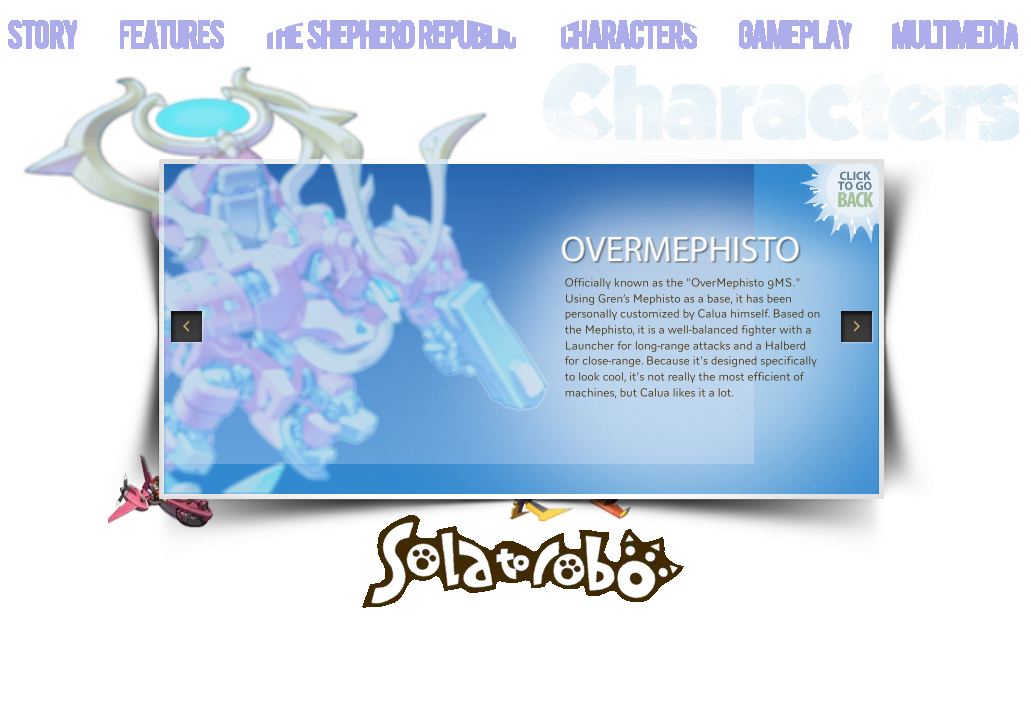 STORY FEATURES THE SHEPHERD REPUBLIC CHARACTERS GAMEPLAY MULTIMEDIA
Characters
CLICK
TO GO
BACK
OVERMEPHISTO
Officially known as the "OverMephisto 9MS."
Using Gren's Mephisto as a base, it has been
personally customized by Calua himself. Based on
the Mephisto, it is a well-balanced fighter with a
Launcher for long-range attacks and a Halberd
for close-range. Because it's designed specifically
to look cool, it's not really the most efficient of
machines, but Calua likes it a lot.
Solatorobo